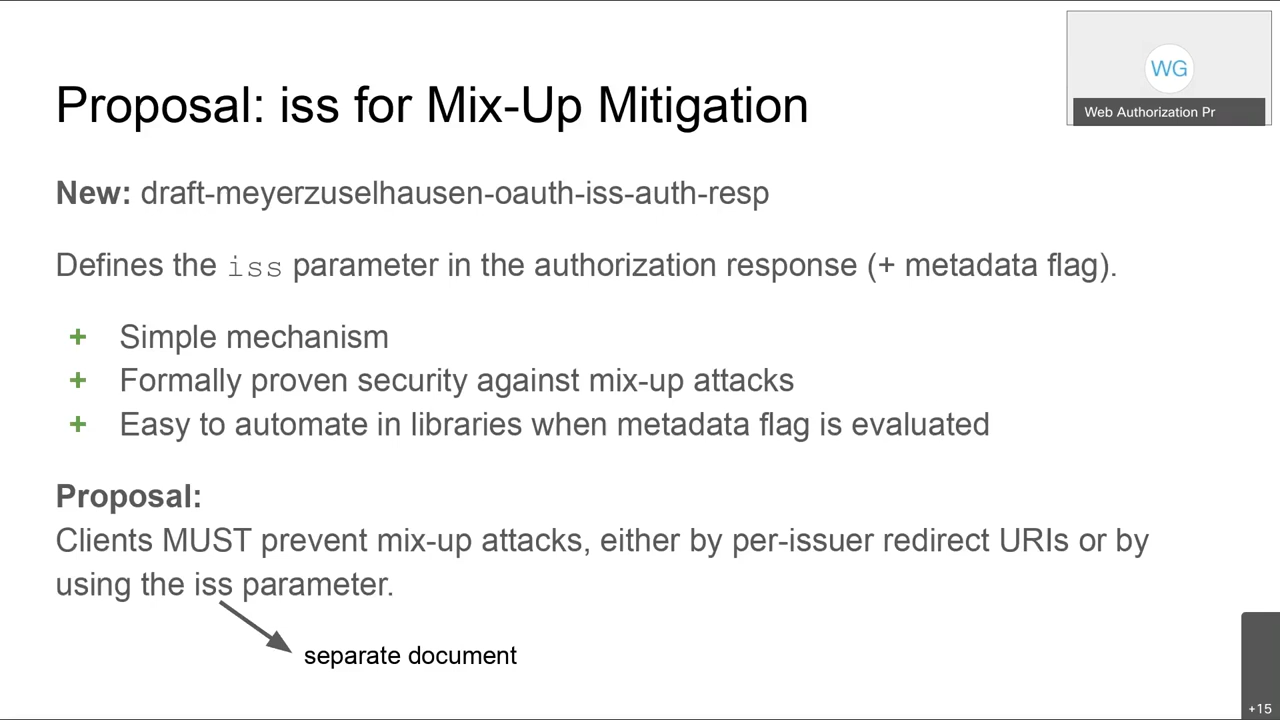 Proposal: iss for Mix-Up Mitigation
WG
Web Authorization Pr
New: draft-meyerzuselhausen-oauth-iss-auth-resp
Defines the iss parameter in the authorization response (+ metadata flag).
+ Simple mechanism
+ Formally proven security against mix-up attacks
+ Easy to automate in libraries when metadata flag is evaluated
Proposal:
Clients MUST prevent mix-up attacks, either by per-issuer redirect URIs or by
using the iss parameter.
separate document
+15